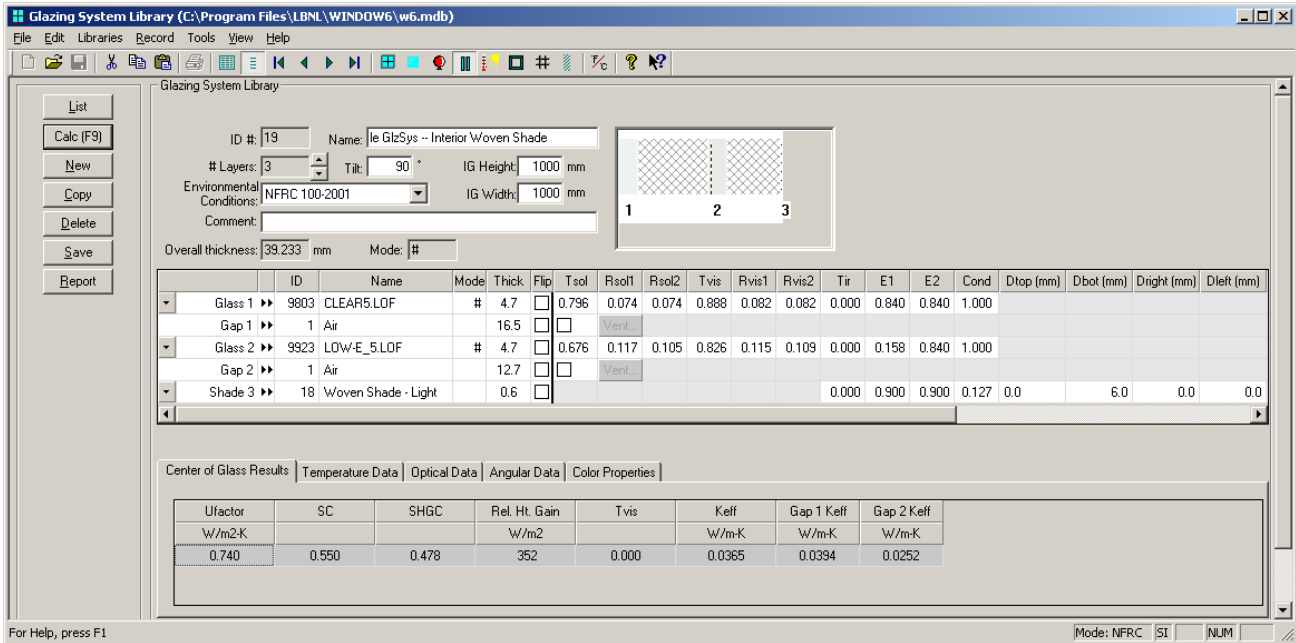 Glazing System Library (C:\Program Files\LBNL\WINDOW6\w6.mdb)
File Edit Libraries Record Tools View Help
Glazing System Library
List
Calc (F9)
New
Copy
Delete
Save
Report
ID #: 19 Name: le GlzSys -- Interior Woven Shade
# Layers: 3 Tilt: 90 ° IG Height: 1000 mm
Environmental Conditions: NFRC 100-2001 IG Width: 1000 mm
Comment:
Overall thickness: 39.233 mm Mode: #
1 2 3
ID Name Mode Thick Flip Tsol Rsol1 Rsol2 Tvis Rvis1 Rvis2 Tir E1 E2 Cond Dtop (mm) Dbot (mm) Dright (mm) Dleft (mm)
Glass 1 9803 CLEAR5.LOF # 4.7 0.796 0.074 0.074 0.888 0.082 0.082 0.000 0.840 0.840 1.000
Gap 1 1 Air 16.5 Vent...
Glass 2 9923 LOW-E_5.LOF # 4.7 0.676 0.117 0.105 0.826 0.115 0.109 0.000 0.158 0.840 1.000
Gap 2 1 Air 12.7 Vent...
Shade 3 18 Woven Shade - Light 0.6 0.000 0.900 0.900 0.127 0.0 6.0 0.0 0.0
Center of Glass Results Temperature Data Optical Data Angular Data Color Properties
Ufactor SC SHGC Rel. Ht. Gain Tvis Keff Gap 1 Keff Gap 2 Keff
W/m2-K W/m2 W/m-K W/m-K W/m-K
0.740 0.550 0.478 352 0.000 0.0365 0.0394 0.0252
For Help, press F1
Mode: NFRC SI NUM